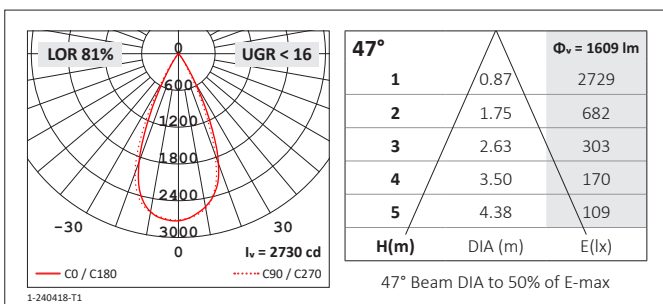 LOR 81%
0
UGR < 16
600
1200
1800
2400
3000
−30
30
0
Iᵥ = 2730 cd
C0 / C180
C90 / C270
1-240418-T1
47°
Φᵥ = 1609 lm
1 0.87 2729
2 1.75 682
3 2.63 303
4 3.50 170
5 4.38 109
H(m) DIA (m) E(lx)
47° Beam DIA to 50% of E-max